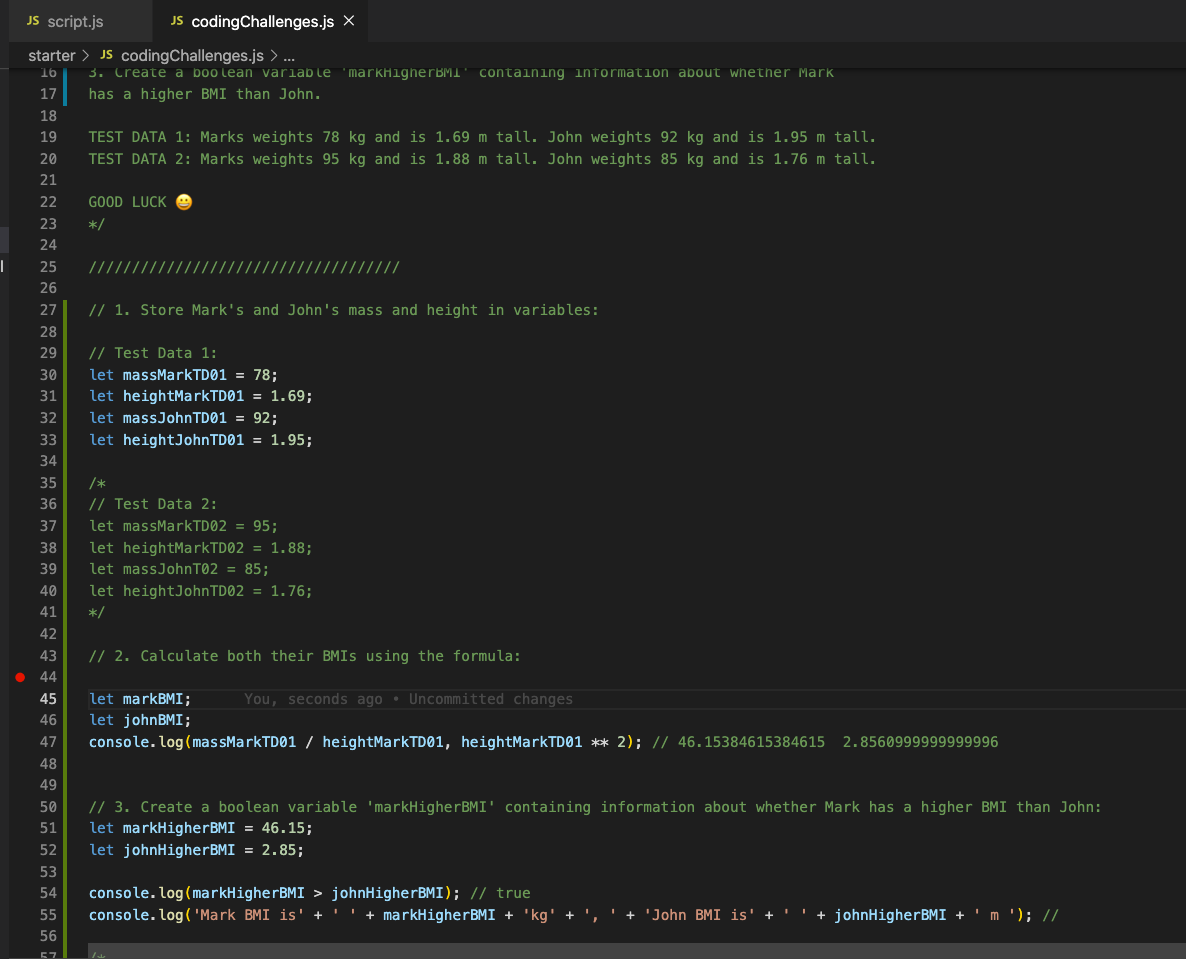 JS script.js JS codingChallenges.js ×
starter > JS codingChallenges.js > ...
16 3. Create a boolean variable 'markHigherBMI' containing information about whether Mark
17 has a higher BMI than John.
18
19 TEST DATA 1: Marks weights 78 kg and is 1.69 m tall. John weights 92 kg and is 1.95 m tall.
20 TEST DATA 2: Marks weights 95 kg and is 1.88 m tall. John weights 85 kg and is 1.76 m tall.
21
22 GOOD LUCK 😀
23 */
24
25 ////////////////////////////////////
26
27 // 1. Store Mark's and John's mass and height in variables:
28
29 // Test Data 1:
30 let massMarkTD01 = 78;
31 let heightMarkTD01 = 1.69;
32 let massJohnTD01 = 92;
33 let heightJohnTD01 = 1.95;
34
35 /*
36 // Test Data 2:
37 let massMarkTD02 = 95;
38 let heightMarkTD02 = 1.88;
39 let massJohnT02 = 85;
40 let heightJohnTD02 = 1.76;
41 */
42
43 // 2. Calculate both their BMIs using the formula:
44
45 let markBMI; You, seconds ago • Uncommitted changes
46 let johnBMI;
47 console.log(massMarkTD01 / heightMarkTD01, heightMarkTD01 ** 2); // 46.15384615384615 2.8560999999999996
48
49
50 // 3. Create a boolean variable 'markHigherBMI' containing information about whether Mark has a higher BMI than John:
51 let markHigherBMI = 46.15;
52 let johnHigherBMI = 2.85;
53
54 console.log(markHigherBMI > johnHigherBMI); // true
55 console.log('Mark BMI is' + ' ' + markHigherBMI + 'kg' + ', ' + 'John BMI is' + ' ' + johnHigherBMI + ' m '); //
56
57 /*